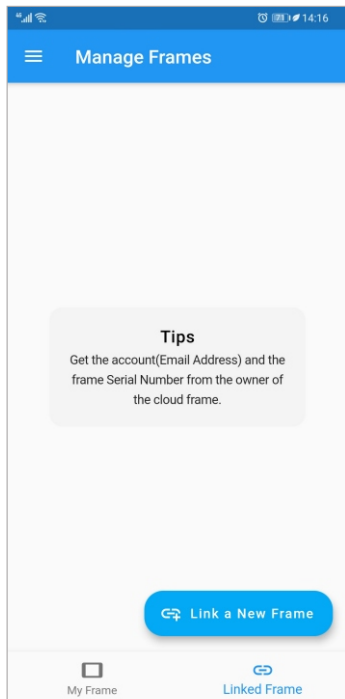 14:16
Manage Frames
Tips
Get the account(Email Address) and the
frame Serial Number from the owner of
the cloud frame.
Link a New Frame
My Frame
Linked Frame